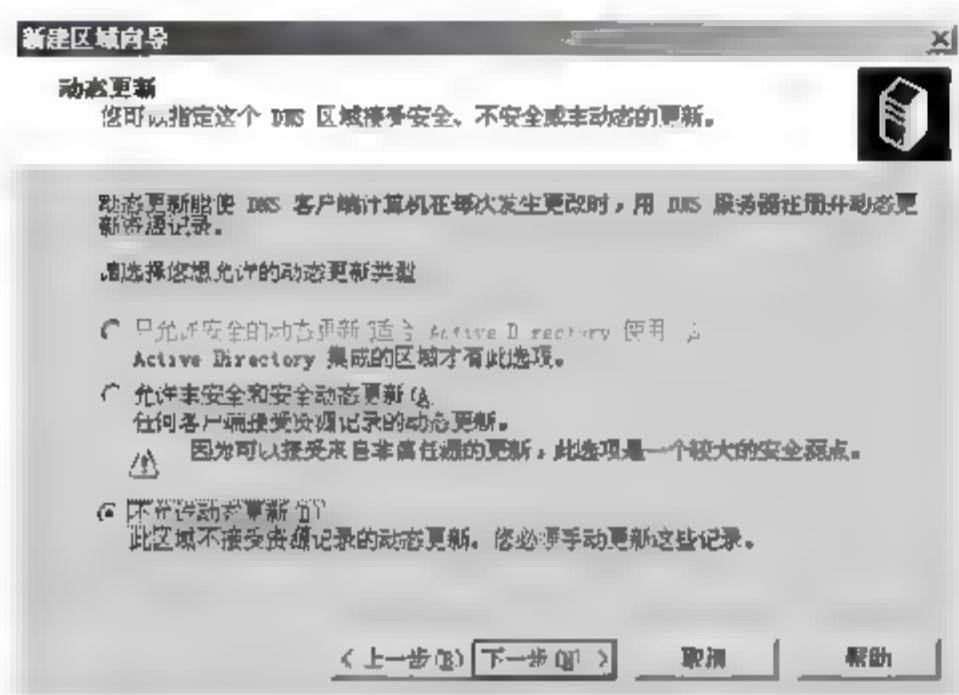 新建区域向导
动态更新
您可以指定这个 DNS 区域接受安全、不安全或非动态的更新。
动态更新能使 DNS 客户端计算机在每次发生更改时，用 DNS 服务器注册并动态更
新资源记录。
请选择您想允许的动态更新类型
只允许安全的动态更新 适合 Active Directory 使用
Active Directory 集成的区域才有此选项。
允许非安全和安全动态更新(A)
任何客户端接受资源记录的动态更新。
因为可以接受来自非信任源的更新，此选项是一个较大的安全弱点。
不允许动态更新(D)
此区域不接受资源记录的动态更新。您必须手动更新这些记录。
< 上一步(B)
下一步(N) >
取消
帮助